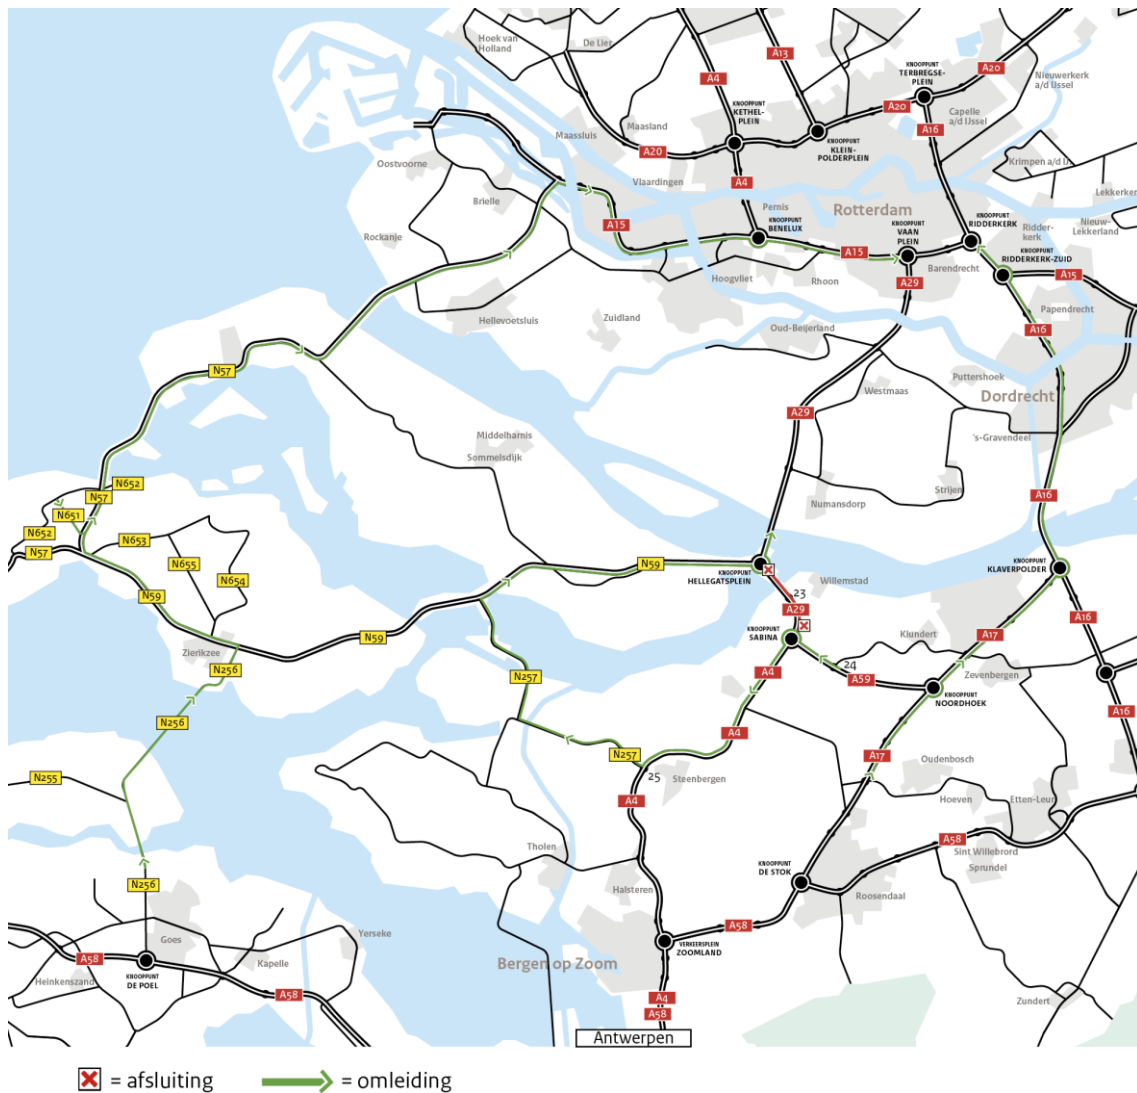 Hoek van
Holland
De Lier
A4
A13
KNOOPPUNT
TERBREGSE-
PLEIN
A20
Nieuwerkerk
a/d IJssel
KNOOPPUNT
KETHEL-
PLEIN
A20
Capelle
a/d IJssel
Maassluis
Maasland
A20
KNOOPPUNT
KLEIN-
POLDERPLEIN
A16
Oostvoorne
Vlaardingen
A4
Krimpen a/d IJ.
Lekkerker
Brielle
Pernis
Rotterdam
KNOOPPUNT
BENELUX
KNOOPPUNT
VAAN
PLEIN
KNOOPPUNT
RIDDERKERK
Ridder-
kerk
Nieuw-
Lekkerland
Rockanje
A15
A15
KNOOPPUNT
RIDDERKERK-ZUID
Hoogvliet
Rhoon
A29
Barendrecht
A15
Hellevoetsluis
Zuidland
Oud-Beijerland
A16
Papendrecht
N57
Westmaas
Puttershoek
Dordrecht
A29
's-Gravendeel
Middelharnis
Sommelsdijk
N652
N57
N651
Numansdorp
Strijen
A16
N652
N57
N653
N655
N654
N59
N59
KNOOPPUNT
HELLEGATSPLEIN
Willemstad
KNOOPPUNT
KLAVERPOLDER
23
A29
A16
Zierikzee
N59
KNOOPPUNT
SABINA
Klundert
A17
N256
N257
A4
24
A59
Zevenbergen
KNOOPPUNT
NOORDHOEK
A16
N256
A4
N257
A17
N255
25
Steenbergen
Oudenbosch
A4
Hoeven
Etten-Leur
Tholen
A58
Sint Willebrord
Sprundel
N256
Halsteren
KNOOPPUNT
DE STOK
Roosendaal
A58
Goes
Yerseke
VERKEERSPLEIN
ZOOMLAND
A58
Kapelle
Bergen op Zoom
Heinkenszand
KNOOPPUNT
DE POEL
A58
A4
A58
Zundert
Antwerpen
= afsluiting
= omleiding